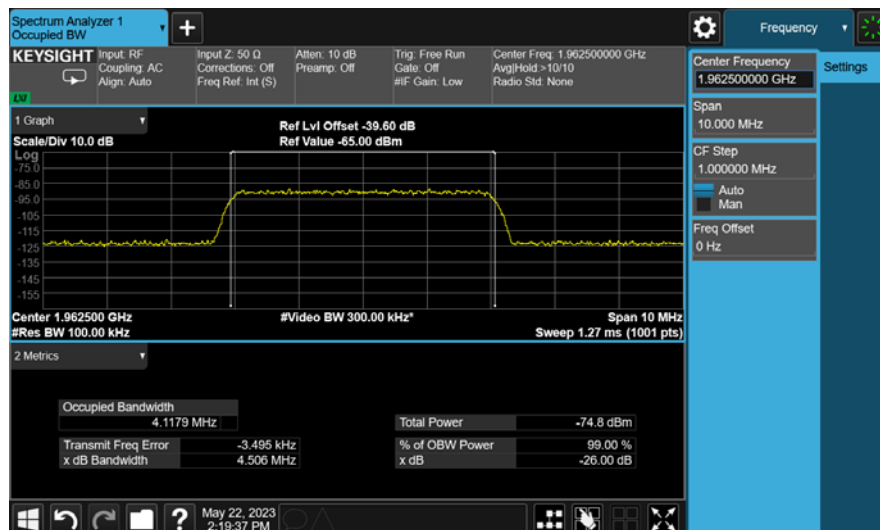 Spectrum Analyzer 1
Occupied BW
+
Frequency
KEYSIGHT
LXI
Input: RF
Coupling: AC
Align: Auto
Input Z: 50 Ω
Corrections: Off
Freq Ref: Int (S)
Atten: 10 dB
Preamp: Off
Trig: Free Run
Gate: Off
#IF Gain: Low
Center Freq: 1.962500000 GHz
Avg|Hold:>10/10
Radio Std: None
1 Graph
Scale/Div 10.0 dB
Ref Lvl Offset -39.60 dB
Ref Value -65.00 dBm
Log
-75.0
-85.0
-95.0
-105
-115
-125
-135
-145
-155
Center 1.962500 GHz
#Res BW 100.00 kHz
#Video BW 300.00 kHz*
Span 10 MHz
Sweep 1.27 ms (1001 pts)
2 Metrics
Occupied Bandwidth
4.1179 MHz
Transmit Freq Error -3.495 kHz
x dB Bandwidth 4.506 MHz
Total Power -74.8 dBm
% of OBW Power 99.00 %
x dB -26.00 dB
?
May 22, 2023
2:19:37 PM
Center Frequency
1.962500000 GHz
Span
10.000 MHz
CF Step
1.000000 MHz
Auto
Man
Freq Offset
0 Hz
Settings